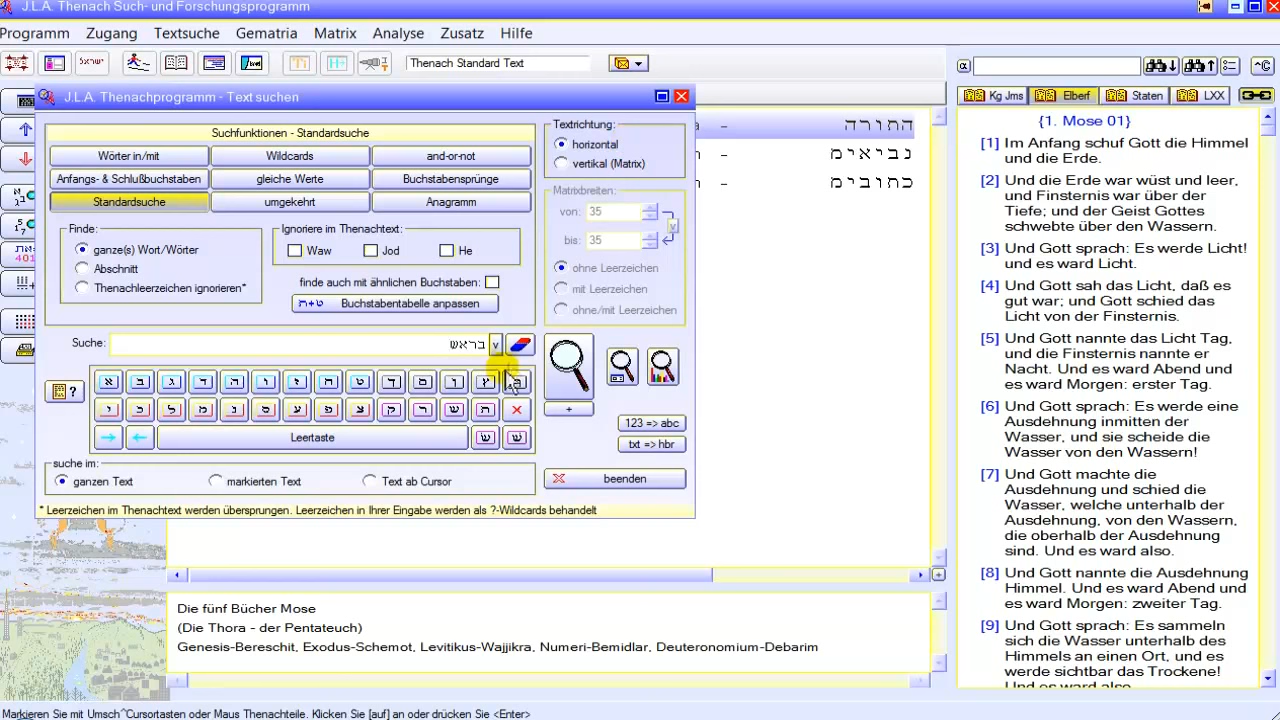 J.L.A. Thenach Such- und Forschungsprogramm
Programm Zugang Textsuche Gematria Matrix Analyse Zusatz Hilfe
Thenach Standard Text
Kg Jms Elberf Staten LXX
J.L.A. Thenachprogramm - Text suchen
Suchfunktionen - Standardsuche
Wörter in/mit Wildcards and-or-not
Anfangs- & Schlußbuchstaben gleiche Werte Buchstabensprünge
Standardsuche umgekehrt Anagramm
Finde:
ganze(s) Wort/Wörter
Abschnitt
Thenachleerzeichen ignorieren*
Ignoriere im Thenachtext:
Waw Jod He
finde auch mit ähnlichen Buchstaben:
ט→ת Buchstabentabelle anpassen
Suche: בראש v
א ב ג ד ה ו ז ח ט ך ם ן ץ
י כ ל מ נ ס ע פ צ ק ר ש ת ×
Leertaste שׂ שׁ
suche im:
ganzen Text markierten Text Text ab Cursor
* Leerzeichen im Thenachtext werden übersprungen. Leerzeichen in Ihrer Eingabe werden als ?-Wildcards behandelt
Textrichtung:
horizontal
vertikal (Matrix)
Matrixbreiten:
von: 35
bis: 35
v
ohne Leerzeichen
mit Leerzeichen
ohne/mit Leerzeichen
+
123 => abc
txt => hbr
beenden
התורה -
נביאימ -
כתובימ -
Die fünf Bücher Mose
(Die Thora - der Pentateuch)
Genesis-Bereschit, Exodus-Schemot, Levitikus-Wajjikra, Numeri-Bemidlar, Deuteronomium-Debarim
{1. Mose 01}
[1] Im Anfang schuf Gott die Himmel
und die Erde.
[2] Und die Erde war wüst und leer,
und Finsternis war über der
Tiefe; und der Geist Gottes
schwebte über den Wassern.
[3] Und Gott sprach: Es werde Licht!
und es ward Licht.
[4] Und Gott sah das Licht, daß es
gut war; und Gott schied das
Licht von der Finsternis.
[5] Und Gott nannte das Licht Tag,
und die Finsternis nannte er
Nacht. Und es ward Abend und
es ward Morgen: erster Tag.
[6] Und Gott sprach: Es werde eine
Ausdehnung inmitten der
Wasser, und sie scheide die
Wasser von den Wassern!
[7] Und Gott machte die
Ausdehnung und schied die
Wasser, welche unterhalb der
Ausdehnung, von den Wassern,
die oberhalb der Ausdehnung
sind. Und es ward also.
[8] Und Gott nannte die Ausdehnung
Himmel. Und es ward Abend und
es ward Morgen: zweiter Tag.
[9] Und Gott sprach: Es sammeln
sich die Wasser unterhalb des
Himmels an einen Ort, und es
werde sichtbar das Trockene!
Und es ward also.
Markieren Sie mit Umsch^Cursortasten oder Maus Thenachteile. Klicken Sie [auf] an oder drücken Sie <Enter>